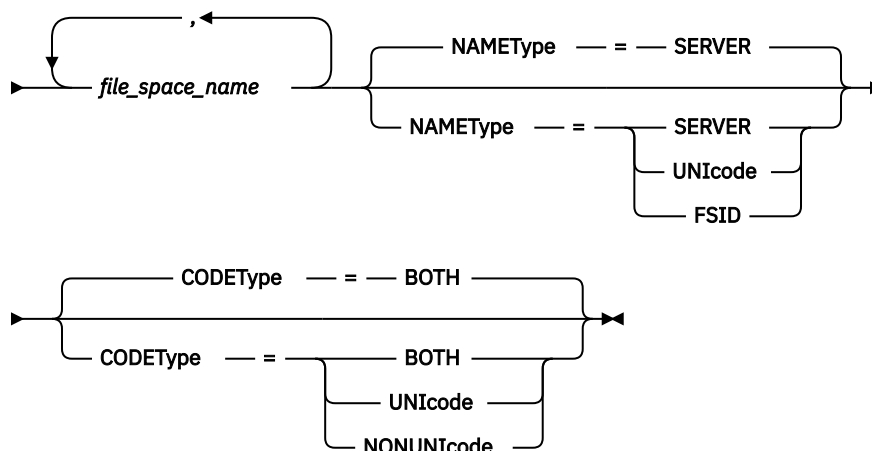 ,
NAMEType = SERVER
file_space_name
NAMEType = SERVER
UNIcode
FSID
CODEType = BOTH
CODEType = BOTH
UNIcode
NONUNIcode